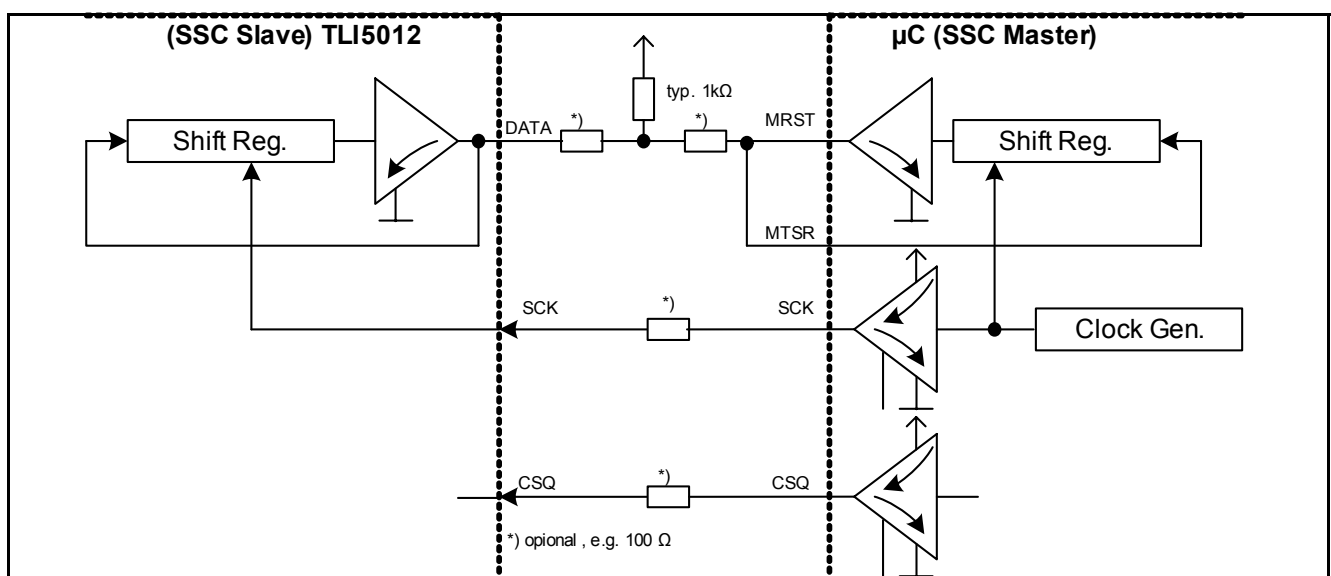 (SSC Slave) TLI5012
µC (SSC Master)
typ. 1kΩ
*)
*)
DATA
MRST
Shift Reg.
Shift Reg.
MTSR
SCK
*)
SCK
Clock Gen.
CSQ
*)
CSQ
*) opional , e.g. 100 Ω